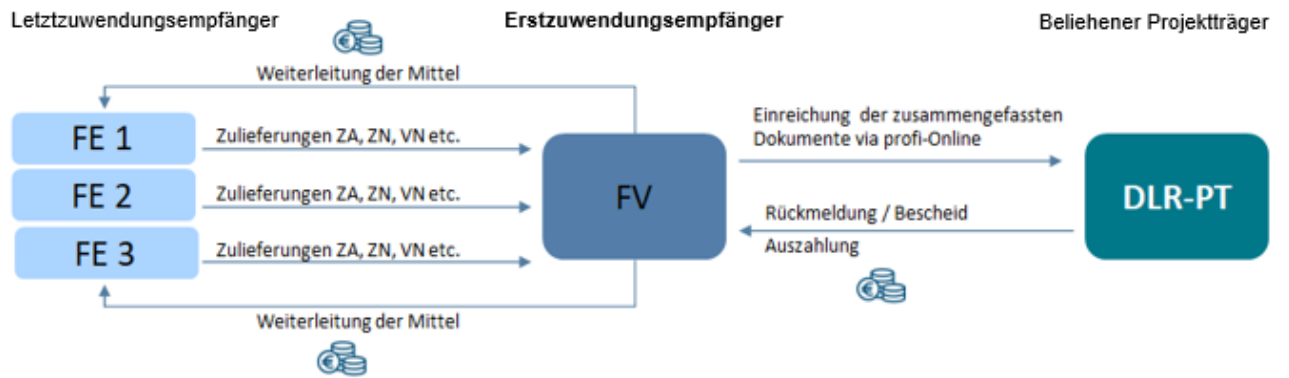 Letztzuwendungsempfänger
Erstzuwendungsempfänger
Beliehener Projektträger
Weiterleitung der Mittel
FE 1
Zulieferungen ZA, ZN, VN etc.
FE 2
Zulieferungen ZA, ZN, VN etc.
FE 3
Zulieferungen ZA, ZN, VN etc.
Weiterleitung der Mittel
FV
Einreichung der zusammengefassten
Dokumente via profi-Online
Rückmeldung / Bescheid
Auszahlung
DLR-PT